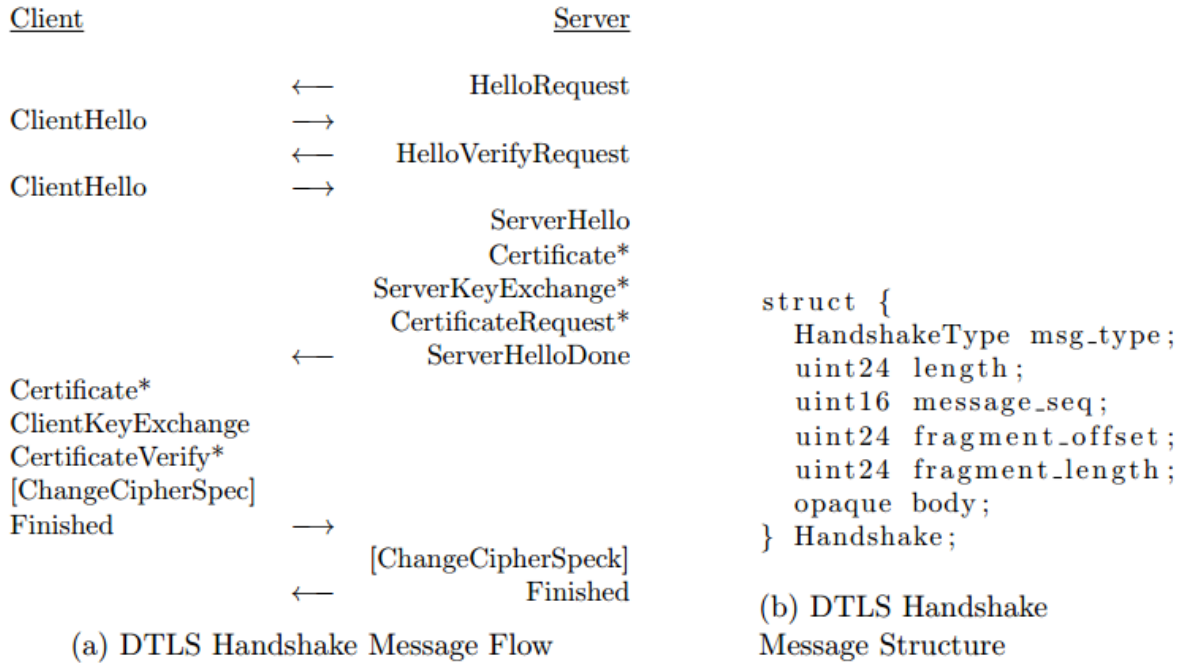 Client Server
← HelloRequest
ClientHello →
← HelloVerifyRequest
ClientHello →
ServerHello
Certificate*
ServerKeyExchange*
CertificateRequest*
← ServerHelloDone
Certificate*
ClientKeyExchange
CertificateVerify*
[ChangeCipherSpec]
Finished →
[ChangeCipherSpeck]
← Finished
(a) DTLS Handshake Message Flow
struct {
HandshakeType msg_type;
uint24 length;
uint16 message_seq;
uint24 fragment_offset;
uint24 fragment_length;
opaque body;
} Handshake;
(b) DTLS Handshake
Message Structure